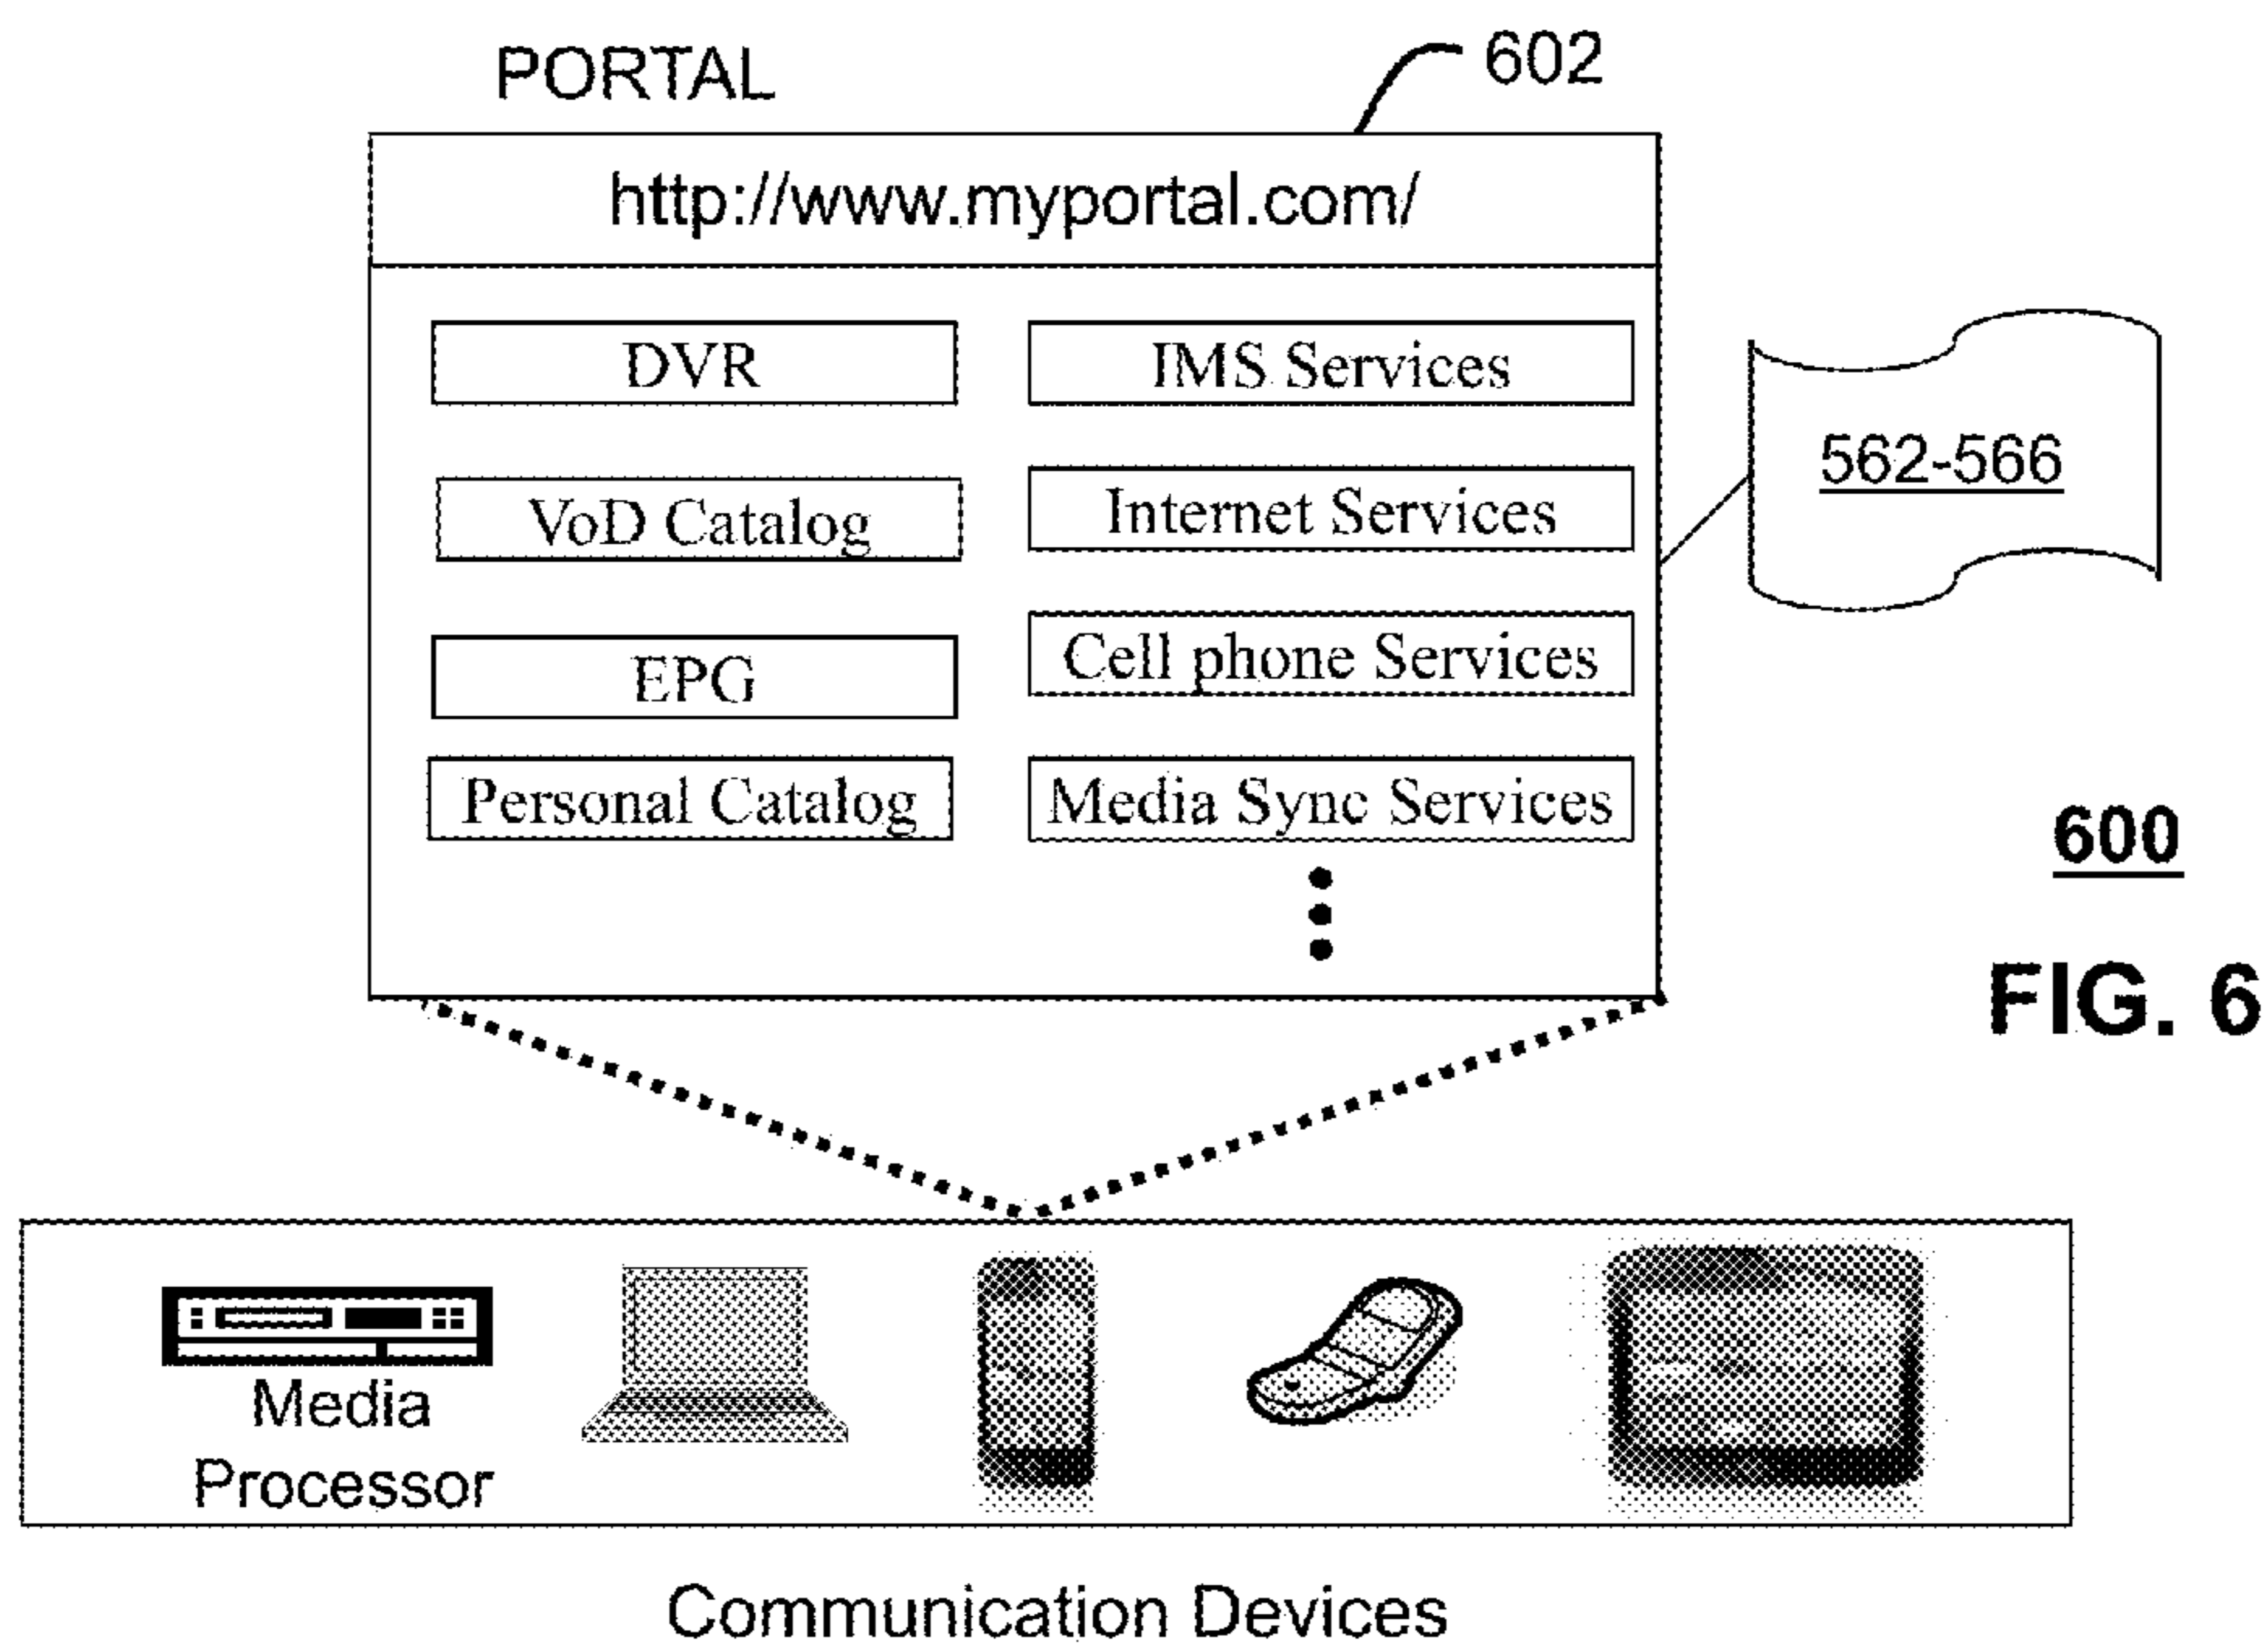 PORTAL
602
http://www.myportal.com/
DVR
IMS Services
VoD Catalog
Internet Services
EPG
Cell phone Services
Personal Catalog
Media Sync Services
562-566
600
FIG. 6
Media
Processor
Communication Devices